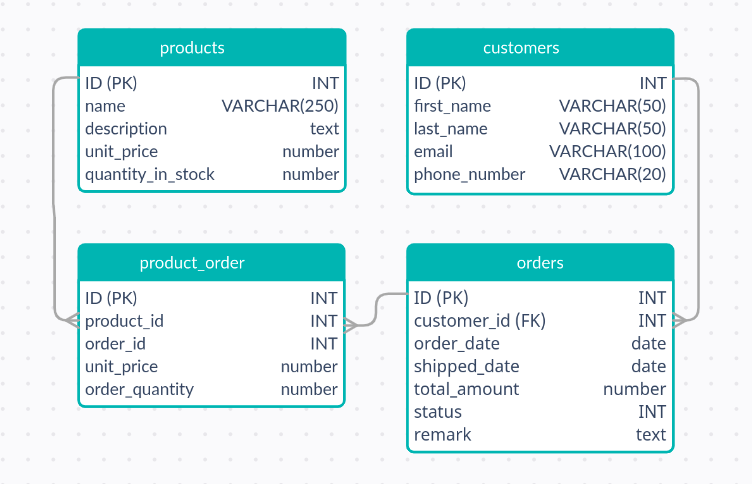 products
ID (PK) INT
name VARCHAR(250)
description text
unit_price number
quantity_in_stock number
customers
ID (PK) INT
first_name VARCHAR(50)
last_name VARCHAR(50)
email VARCHAR(100)
phone_number VARCHAR(20)
product_order
ID (PK) INT
product_id INT
order_id INT
unit_price number
order_quantity number
orders
ID (PK) INT
customer_id (FK) INT
order_date date
shipped_date date
total_amount number
status INT
remark text